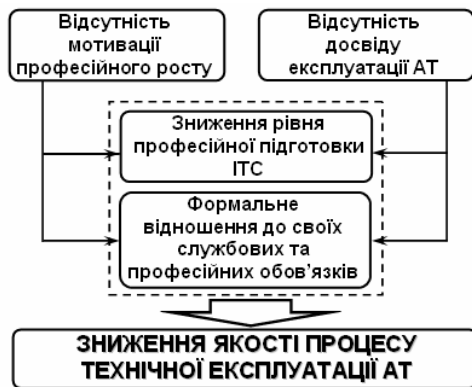 Відсутність
мотивації
професійного росту
Відсутність
досвіду
експлуатації АТ
Зниження рівня
професійної підготовки
ІТС
Формальне
відношення до своїх
службових та
професійних обов'язків
ЗНИЖЕННЯ ЯКОСТІ ПРОЦЕСУ
ТЕХНІЧНОЇ ЕКСПЛУАТАЦІЇ АТ